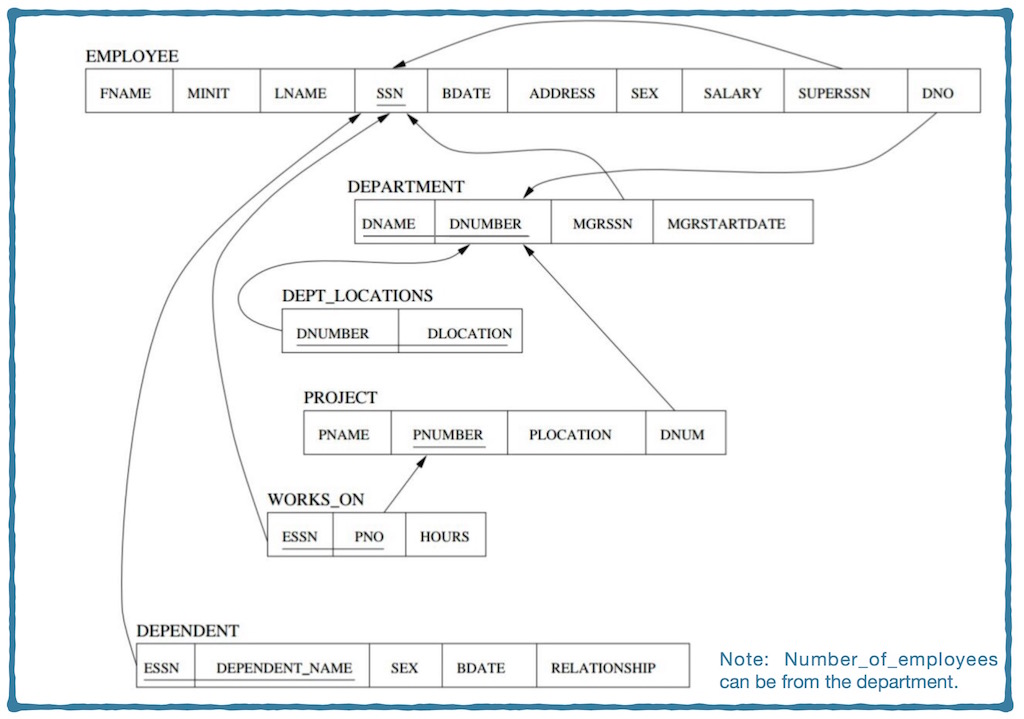 EMPLOYEE
FNAME MINIT LNAME SSN BDATE ADDRESS SEX SALARY SUPERSSN DNO
DEPARTMENT
DNAME DNUMBER MGRSSN MGRSTARTDATE
DEPT_LOCATIONS
DNUMBER DLOCATION
PROJECT
PNAME PNUMBER PLOCATION DNUM
WORKS_ON
ESSN PNO HOURS
DEPENDENT
ESSN DEPENDENT_NAME SEX BDATE RELATIONSHIP
Note: Number_of_employees
can be from the department.